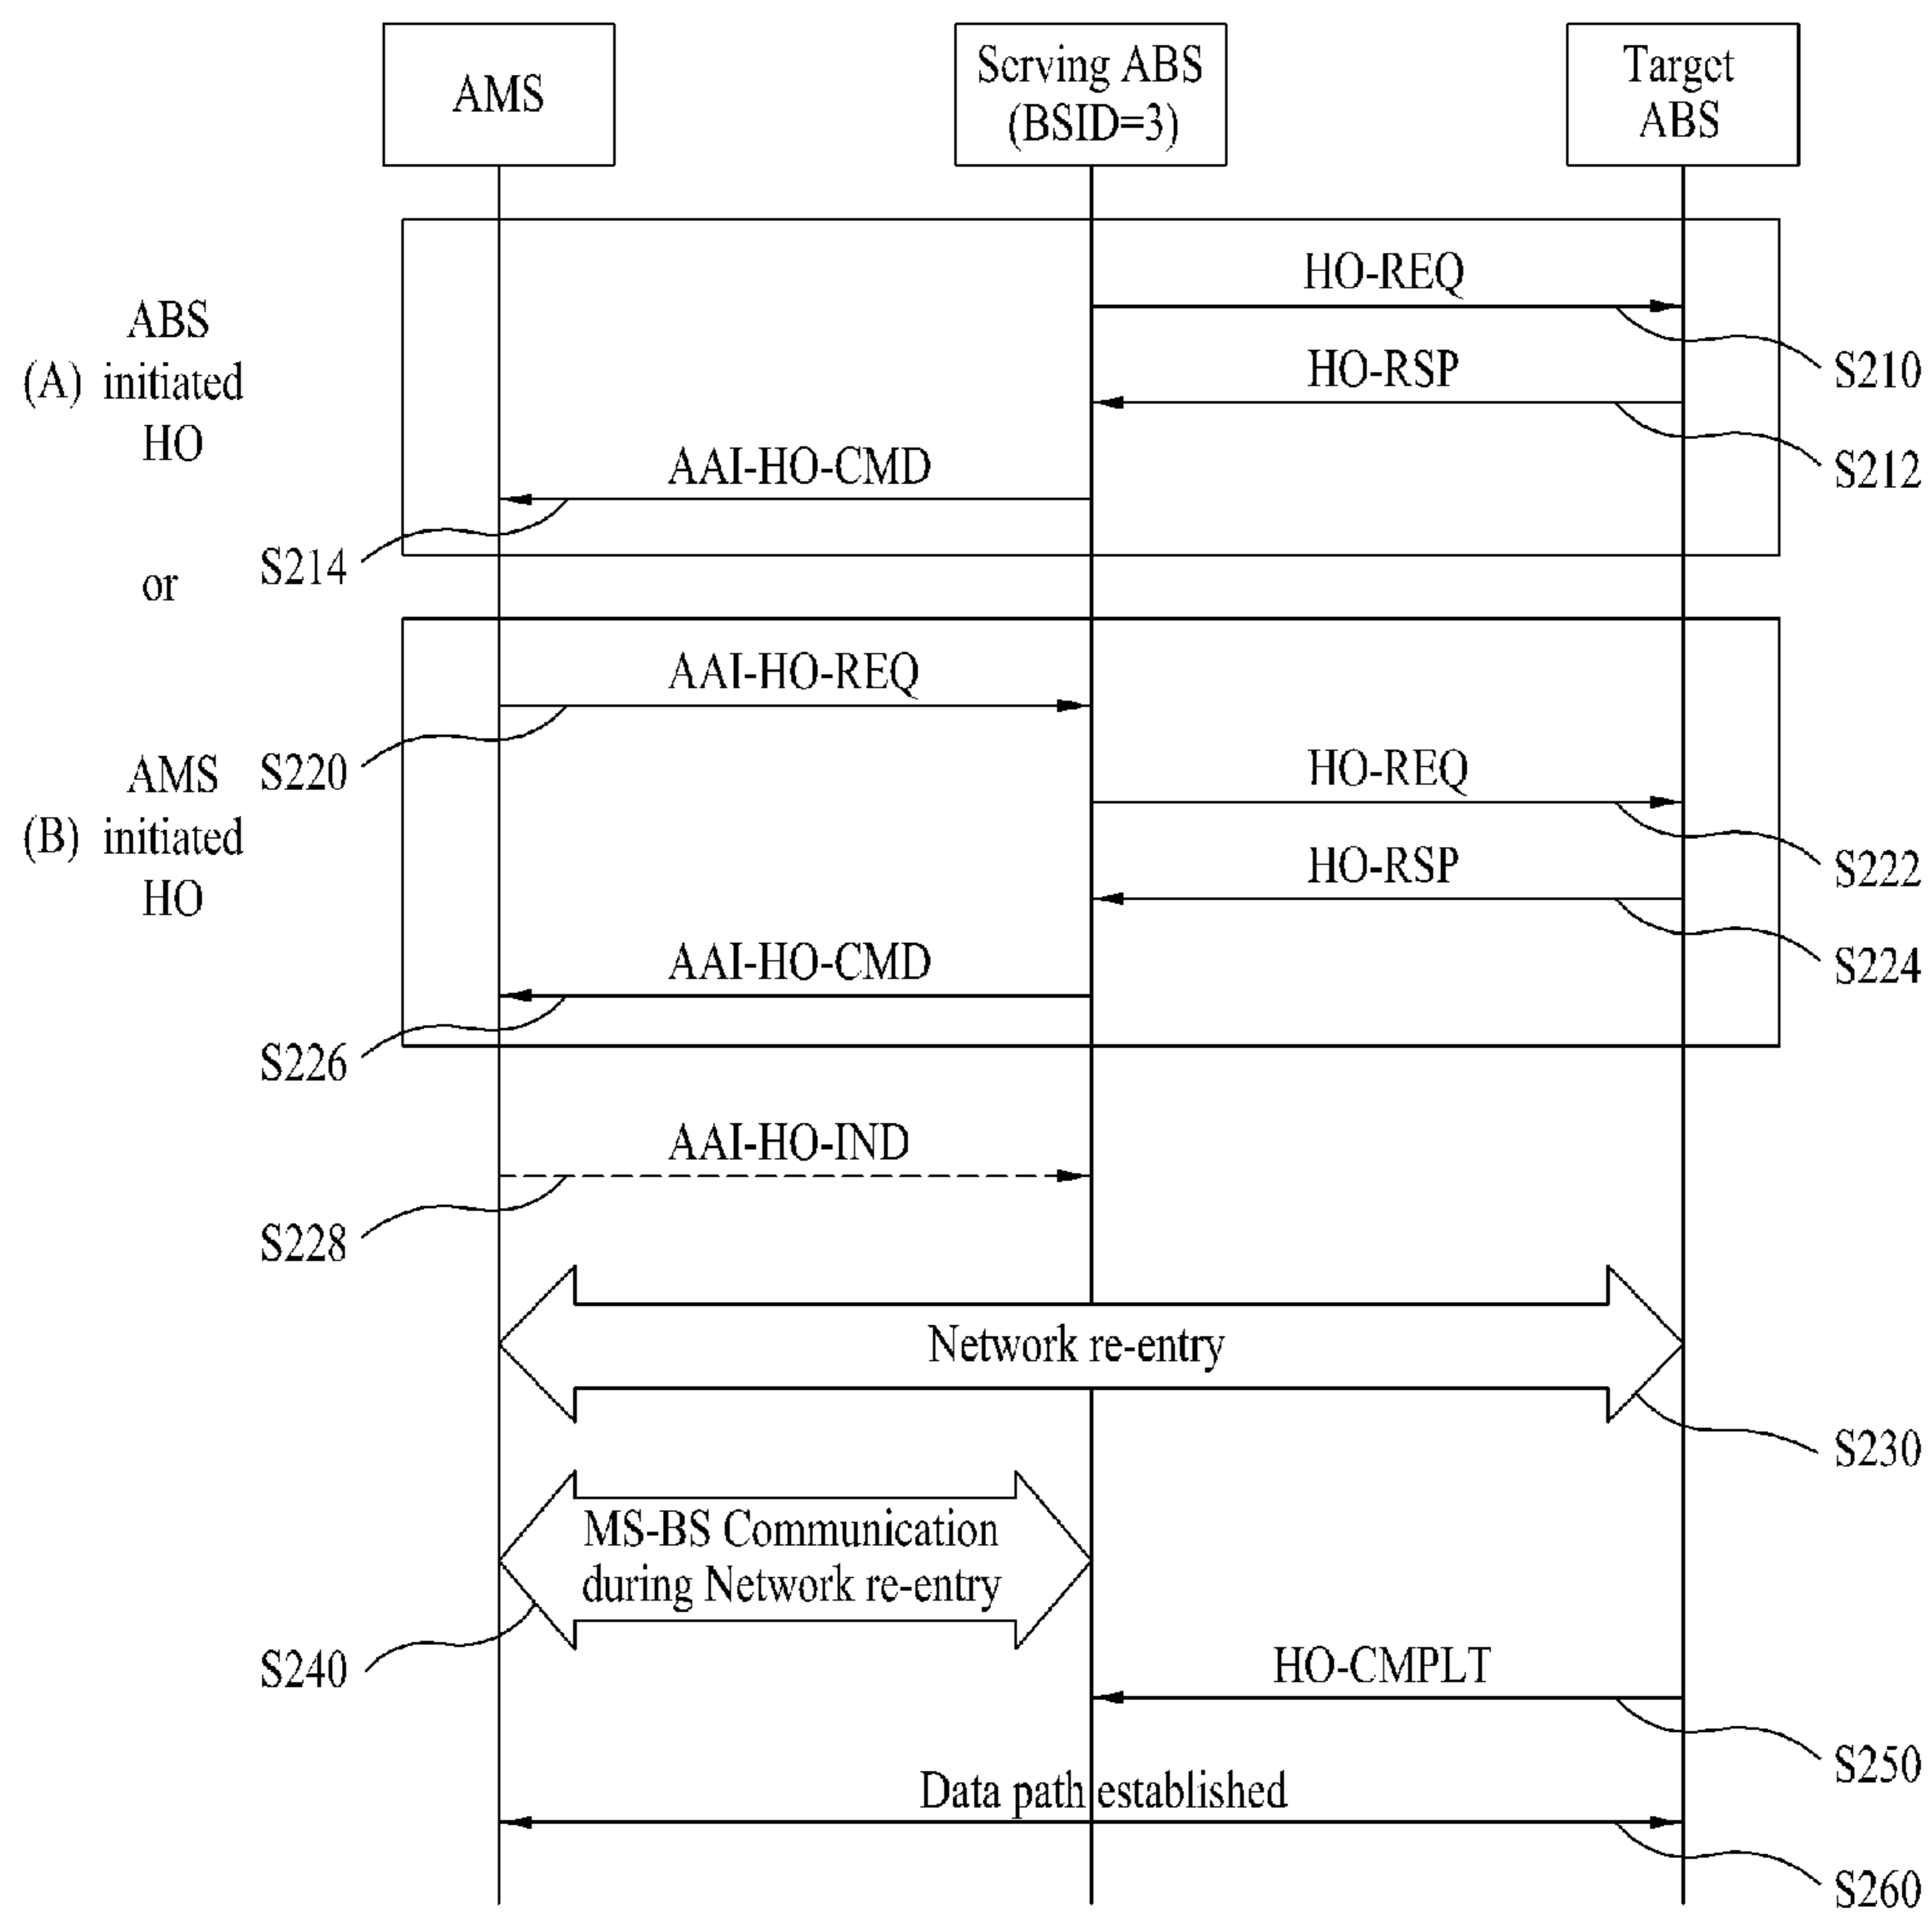 AMS
Serving ABS
(BSID=3)
Target
ABS
ABS
(A) initiated
HO
HO-REQ
S210
HO-RSP
S212
AAI-HO-CMD
S214
or
AMS
(B) initiated
HO
AAI-HO-REQ
S220
HO-REQ
S222
HO-RSP
S224
AAI-HO-CMD
S226
AAI-HO-IND
S228
Network re-entry
S230
MS-BS Communication
during Network re-entry
S240
HO-CMPLT
S250
Data path established
S260